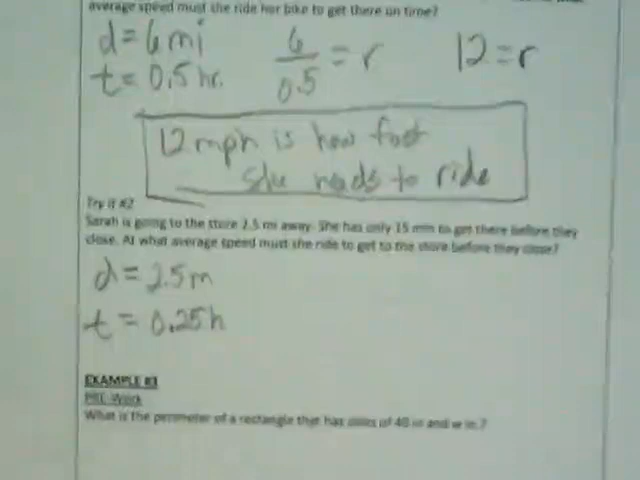 average speed must she ride her bike to get there on time?
d = 6 mi
t = 0.5 hr.
6/0.5 = r
12 = r
12 mph is how fast
she needs to ride
Try it #2
Sarah is going to the store 2.5 mi away. She has only 15 min to get there before they
close. At what average speed must she ride to get to the store before they close?
d = 2.5 m
t = 0.25 h
EXAMPLE #3
PRE-Work
What is the perimeter of a rectangle that has sides of 40 in and w in.?